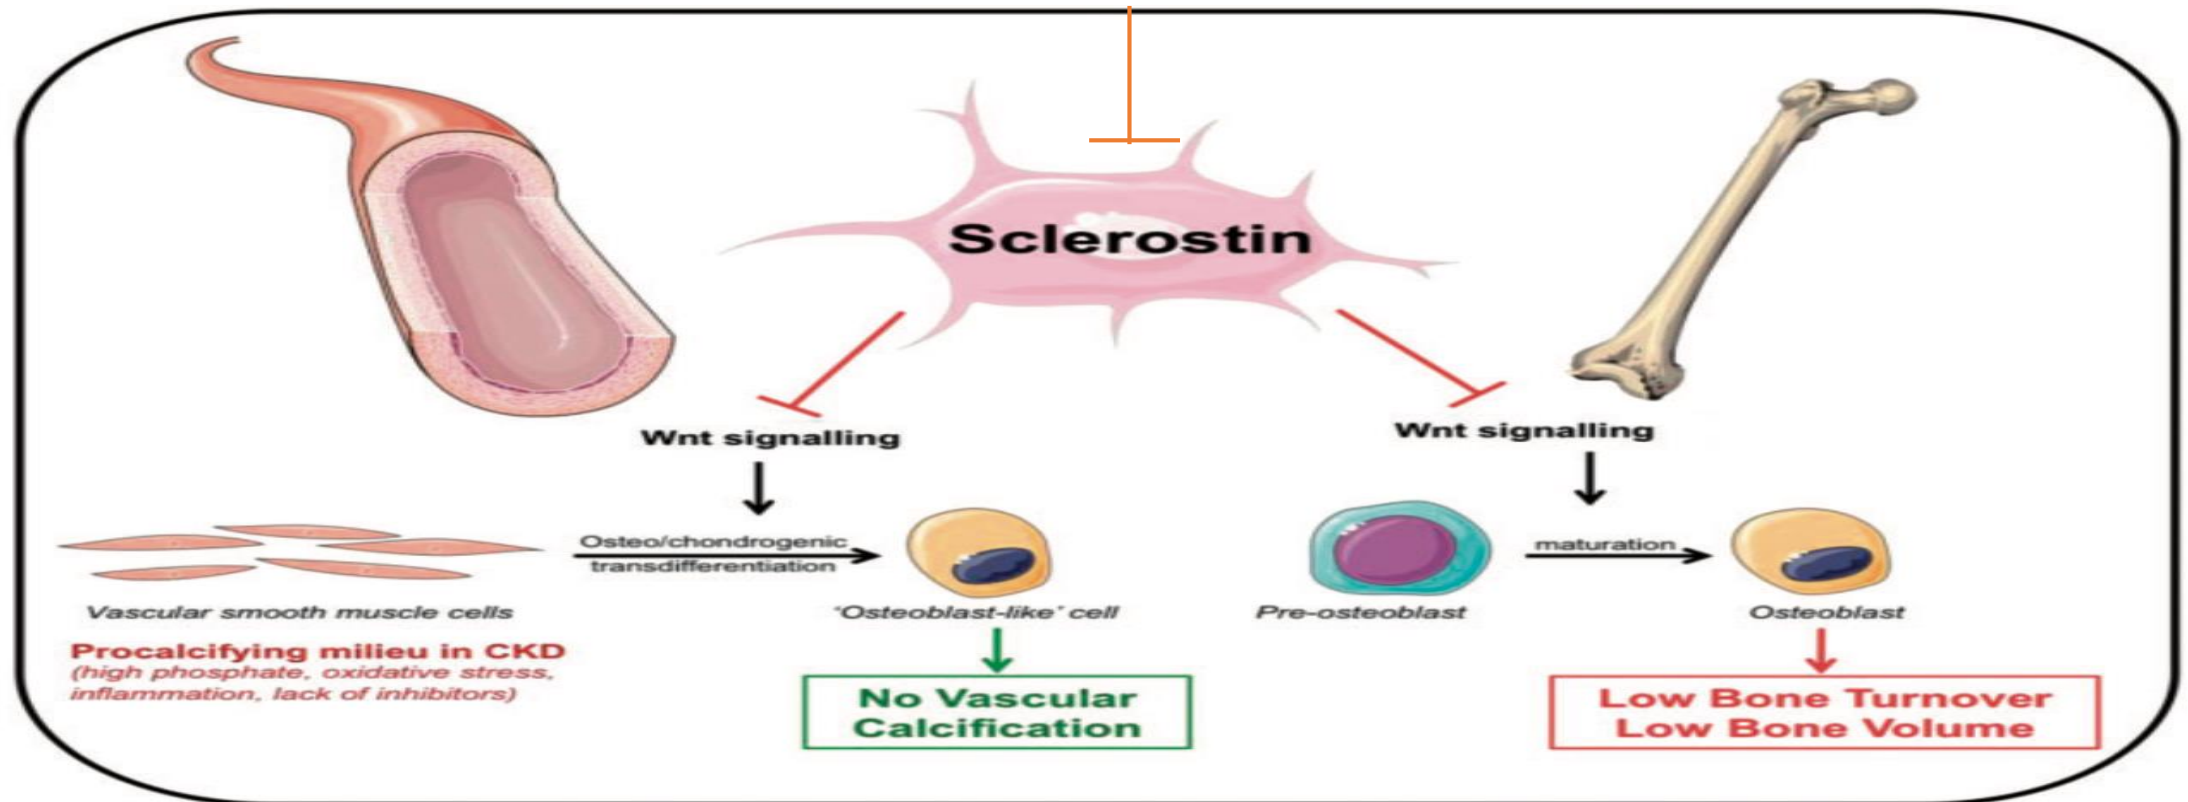 Sclerostin
Wnt signalling
Wnt signalling
Osteo/chondrogenic
transdifferentiation
maturation
Vascular smooth muscle cells
'Osteoblast-like' cell
Pre-osteoblast
Osteoblast
Procalcifying milieu in CKD
(high phosphate, oxidative stress,
inflammation, lack of inhibitors)
No Vascular
Calcification
Low Bone Turnover
Low Bone Volume